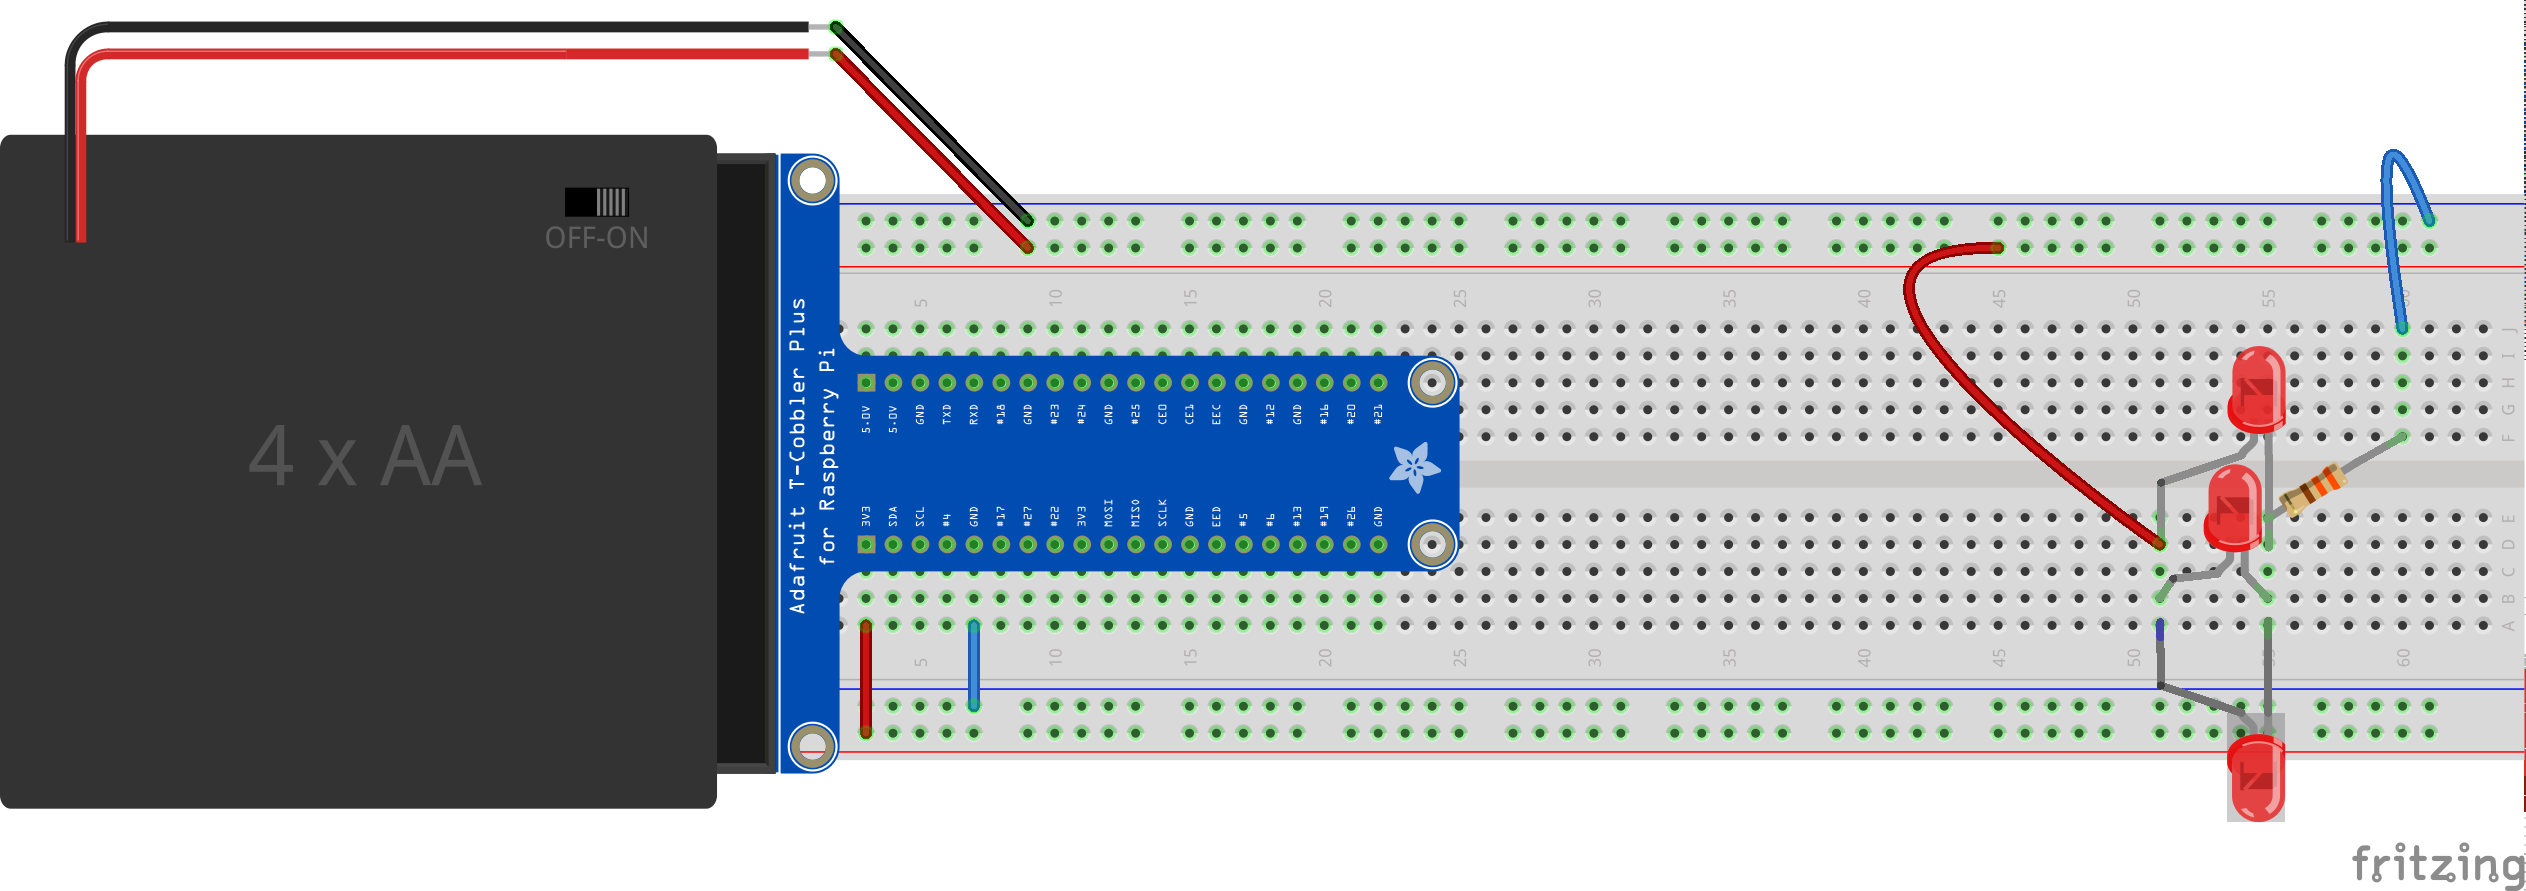 OFF-ON
4 x AA
Adafruit T-Cobbler Plus
for Raspberry Pi
5 10 15 20 25 30 35 40 45 50 55
J
I
H
G
F
5.0V 5.0V GND TXD RXD #18 GND #23 #24 GND #25 CE0 CE1 EEC GND #12 GND #16 #20 #21
3V3 SDA SCL #4 GND #17 #27 #22 3V3 MOSI MISO SCLK GND EED #5 #6 #13 #19 #26 GND
E
D
C
B
A
5 10 15 20 25 30 35 40 45 50 55 60
fritzing